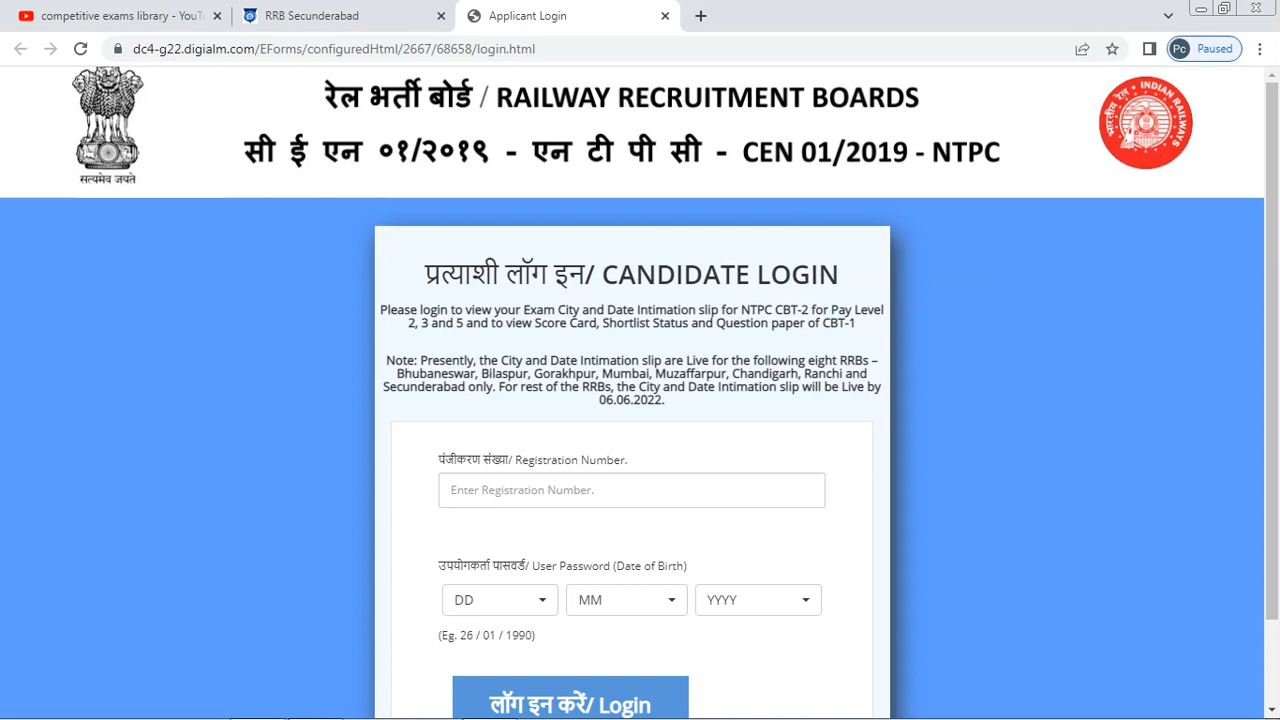 competitive exams library - YouT
RRB Secunderabad
Applicant Login
dc4-g22.digialm.com/EForms/configuredHtml/2667/68658/login.html
Pc Paused
रेल भर्ती बोर्ड / RAILWAY RECRUITMENT BOARDS
सी ई एन ०१/२०१९ - एन टी पी सी - CEN 01/2019 - NTPC
सत्यमेव जयते
भारतीय रेल INDIAN RAILWAYS
प्रत्याशी लॉग इन/ CANDIDATE LOGIN
Please login to view your Exam City and Date Intimation slip for NTPC CBT-2 for Pay Level
2, 3 and 5 and to view Score Card, Shortlist Status and Question paper of CBT-1
Note: Presently, the City and Date Intimation slip are Live for the following eight RRBs –
Bhubaneswar, Bilaspur, Gorakhpur, Mumbai, Muzaffarpur, Chandigarh, Ranchi and
Secunderabad only. For rest of the RRBs, the City and Date Intimation slip will be Live by
06.06.2022.
पंजीकरण संख्या/ Registration Number.
Enter Registration Number.
उपयोगकर्ता पासवर्ड/ User Password (Date of Birth)
DD MM YYYY
(Eg. 26 / 01 / 1990)
लॉग इन करें/ Login